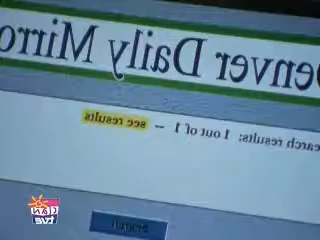 enver Daily Mirro
earch results: 1 out of 1 -- see results